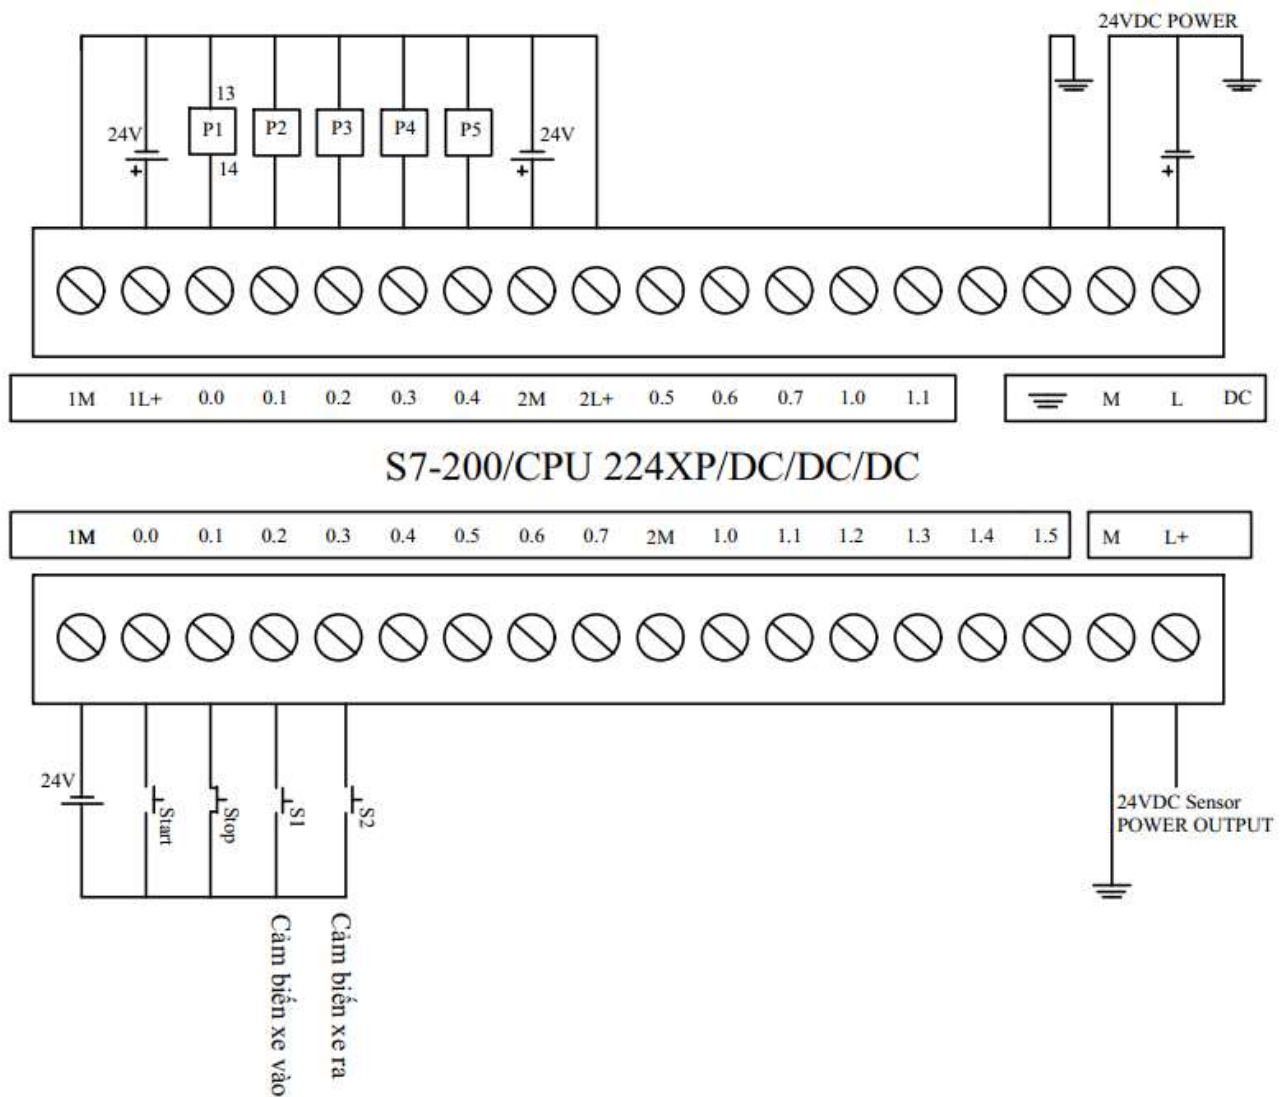 24VDC POWER
13
24V
P1
P2
P3
P4
P5
24V
+
14
+
+
1M 1L+ 0.0 0.1 0.2 0.3 0.4 2M 2L+ 0.5 0.6 0.7 1.0 1.1
M L DC
S7-200/CPU 224XP/DC/DC/DC
1M 0.0 0.1 0.2 0.3 0.4 0.5 0.6 0.7 2M 1.0 1.1 1.2 1.3 1.4 1.5 M L+
24V
Start
Stop
S1
S2
24VDC Sensor
POWER OUTPUT
Cảm biến xe vào
Cảm biến xe ra